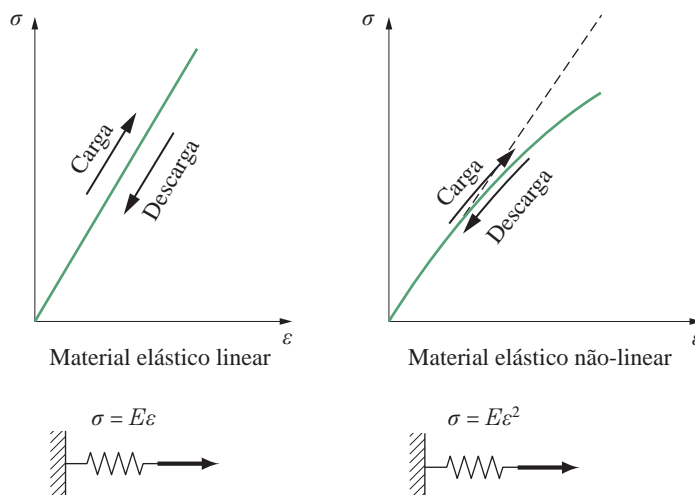 σ
Carga
Descarga
ε
Material elástico linear
σ = Eε
σ
Carga
Descarga
ε
Material elástico não-linear
σ = Eε²